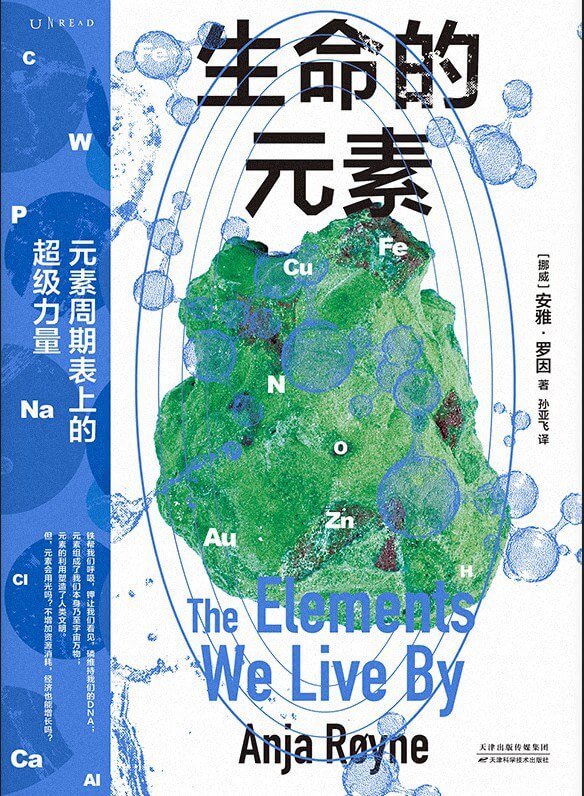 UNREAD
生命的
元素
C
W
P
Na
Cl
Ca
Al
元素周期表上的
超级力量
铁帮我们呼吸，钾让我们看见，磷维持我们的DNA；
元素组成了我们本身乃至宇宙万物；
元素的利用塑造了人类文明。
但，元素会用光吗？不增加资源消耗，经济也能增长吗？
Cu
Fe
N
O
Au
Zn
H
［挪威］安雅·罗因 著
孙亚飞 译
The Elements
We Live By
Anja Røyne
天津出版传媒集团
天津科学技术出版社